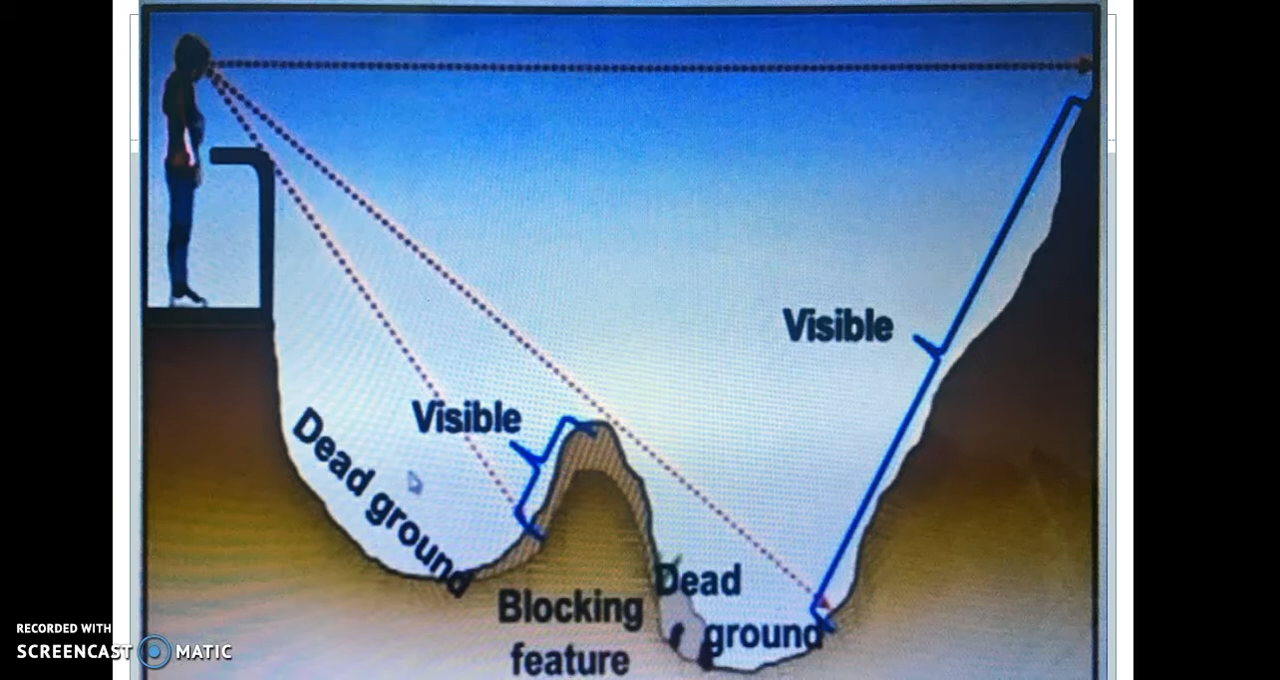 Visible
Visible
Dead ground
Dead
ground
Blocking
feature
RECORDED WITH
SCREENCAST MATIC